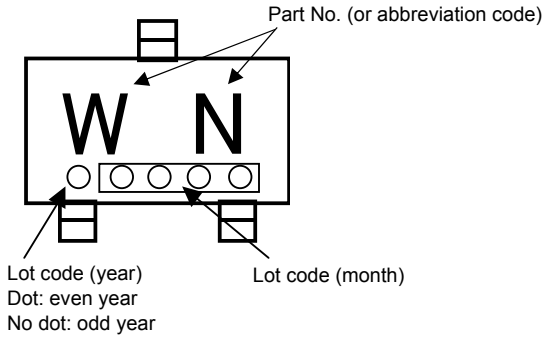 Part No. (or abbreviation code)
W N
Lot code (year)
Dot: even year
No dot: odd year
Lot code (month)